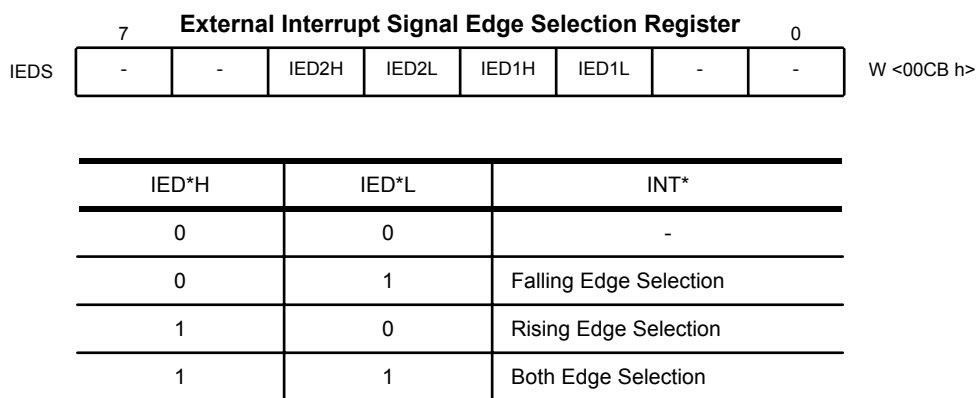 External Interrupt Signal Edge Selection Register
7 0
IEDS - - IED2H IED2L IED1H IED1L - - W <00CB h>
IED*H IED*L INT*
0 0 -
0 1 Falling Edge Selection
1 0 Rising Edge Selection
1 1 Both Edge Selection